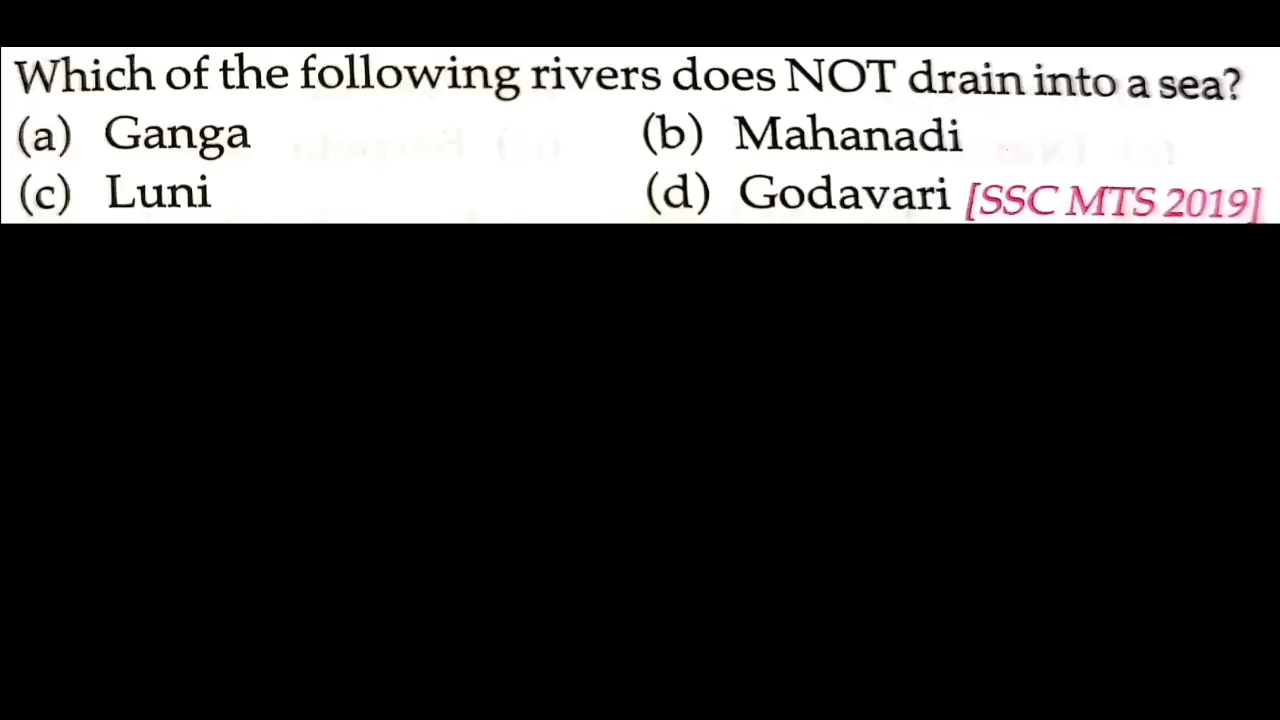 Which of the following rivers does NOT drain into a sea?
(a) Ganga (b) Mahanadi
(c) Luni (d) Godavari [SSC MTS 2019]